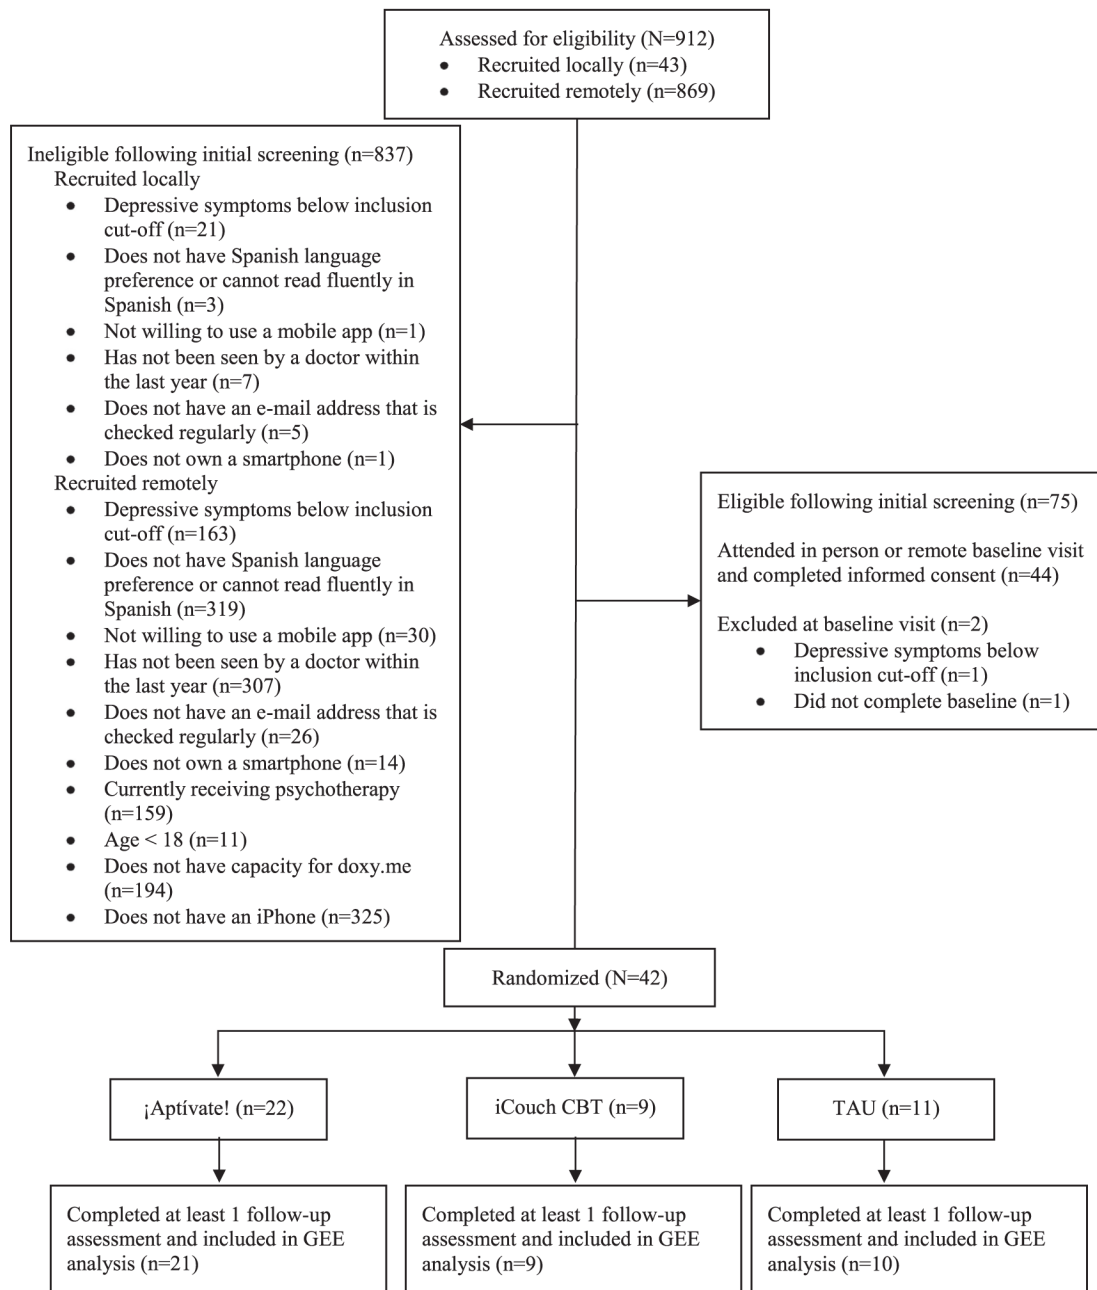 Assessed for eligibility (N=912)
● Recruited locally (n=43)
● Recruited remotely (n=869)
Ineligible following initial screening (n=837)
Recruited locally
● Depressive symptoms below inclusion
cut-off (n=21)
● Does not have Spanish language
preference or cannot read fluently in
Spanish (n=3)
● Not willing to use a mobile app (n=1)
● Has not been seen by a doctor within
the last year (n=7)
● Does not have an e-mail address that is
checked regularly (n=5)
● Does not own a smartphone (n=1)
Recruited remotely
● Depressive symptoms below inclusion
cut-off (n=163)
● Does not have Spanish language
preference or cannot read fluently in
Spanish (n=319)
● Not willing to use a mobile app (n=30)
● Has not been seen by a doctor within
the last year (n=307)
● Does not have an e-mail address that is
checked regularly (n=26)
● Does not own a smartphone (n=14)
● Currently receiving psychotherapy
(n=159)
● Age < 18 (n=11)
● Does not have capacity for doxy.me
(n=194)
● Does not have an iPhone (n=325)
Eligible following initial screening (n=75)
Attended in person or remote baseline visit
and completed informed consent (n=44)
Excluded at baseline visit (n=2)
● Depressive symptoms below
inclusion cut-off (n=1)
● Did not complete baseline (n=1)
Randomized (N=42)
¡Aptívate! (n=22)
iCouch CBT (n=9)
TAU (n=11)
Completed at least 1 follow-up
assessment and included in GEE
analysis (n=21)
Completed at least 1 follow-up
assessment and included in GEE
analysis (n=9)
Completed at least 1 follow-up
assessment and included in GEE
analysis (n=10)